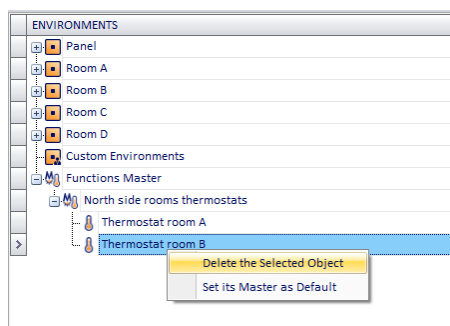 ENVIRONMENTS
Panel
Room A
Room B
Room C
Room D
Custom Environments
Functions Master
North side rooms thermostats
Thermostat room A
Thermostat room B
Delete the Selected Object
Set its Master as Default